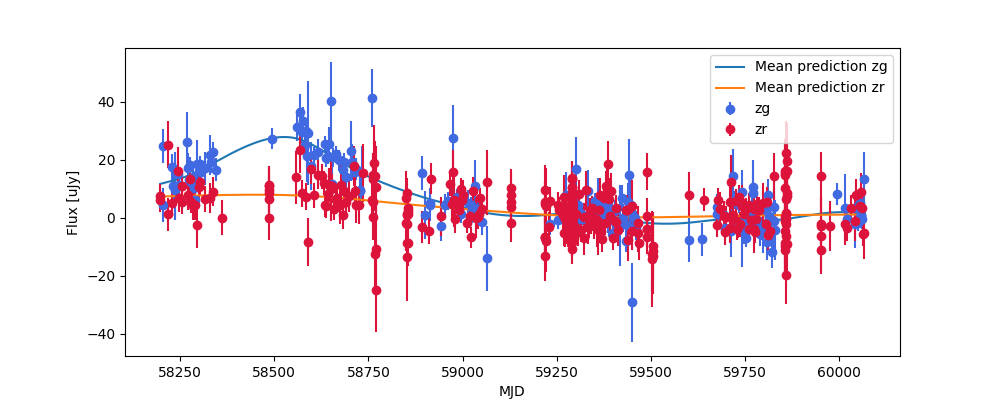 Flux [uJy]
40
20
0
−20
−40
58250
58500
58750
59000
59250
59500
59750
60000
MJD
Mean prediction zg
Mean prediction zr
zg
zr